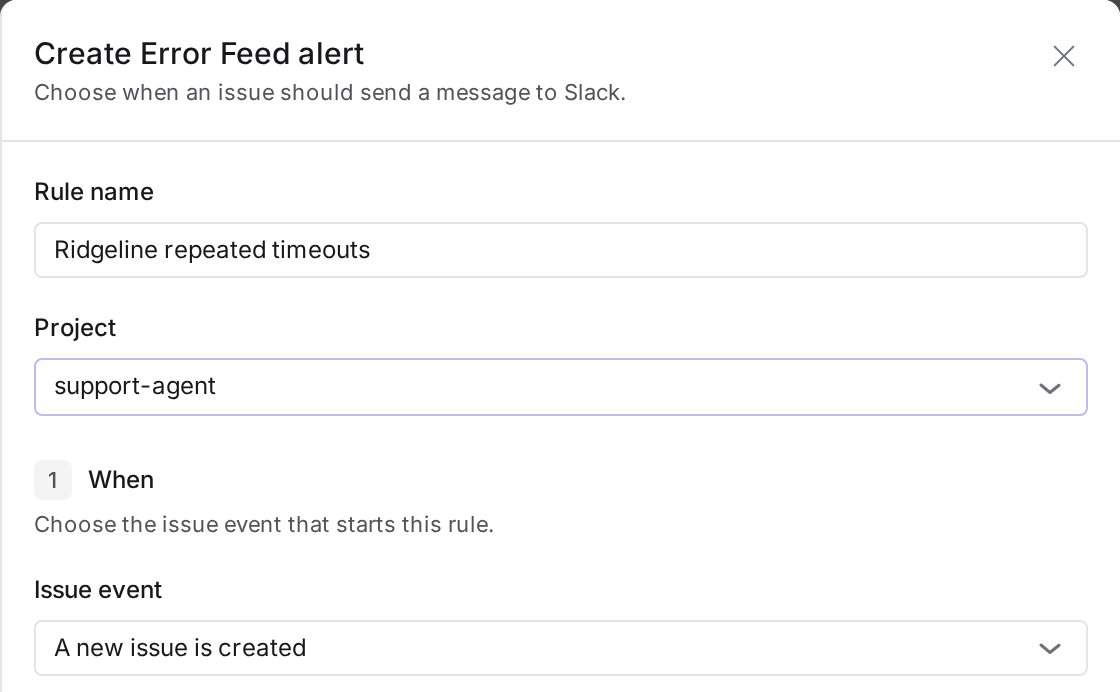 Create Error Feed alert
Choose when an issue should send a message to Slack.
Rule name
Ridgeline repeated timeouts
Project
support-agent
1 When
Choose the issue event that starts this rule.
Issue event
A new issue is created